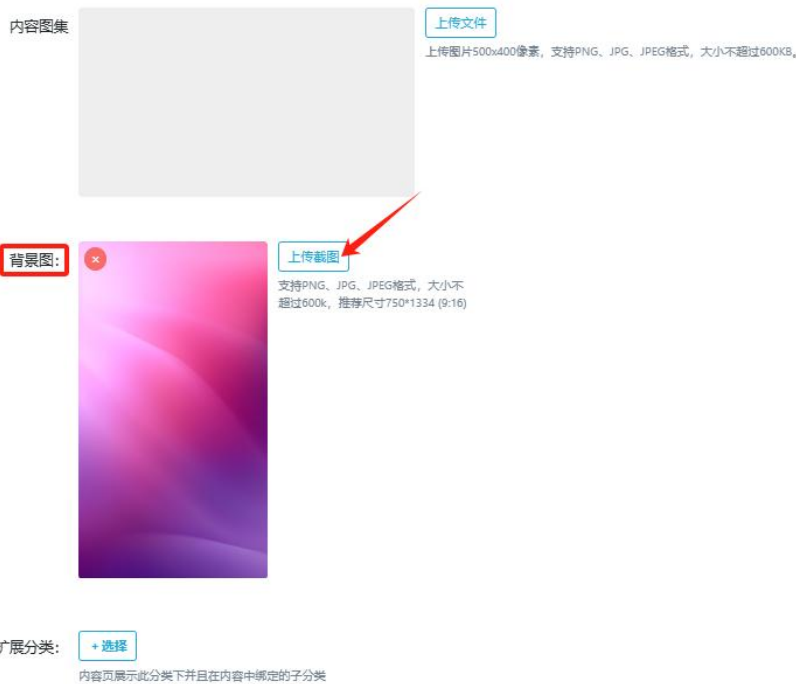 内容图集
上传文件
上传图片500x400像素，支持PNG、JPG、JPEG格式，大小不超过600KB。
背景图：
上传截图
支持PNG、JPG、JPEG格式，大小不
超过600k，推荐尺寸750*1334 (9:16)
扩展分类：
+选择
内容页展示此分类下并且在内容中绑定的子分类